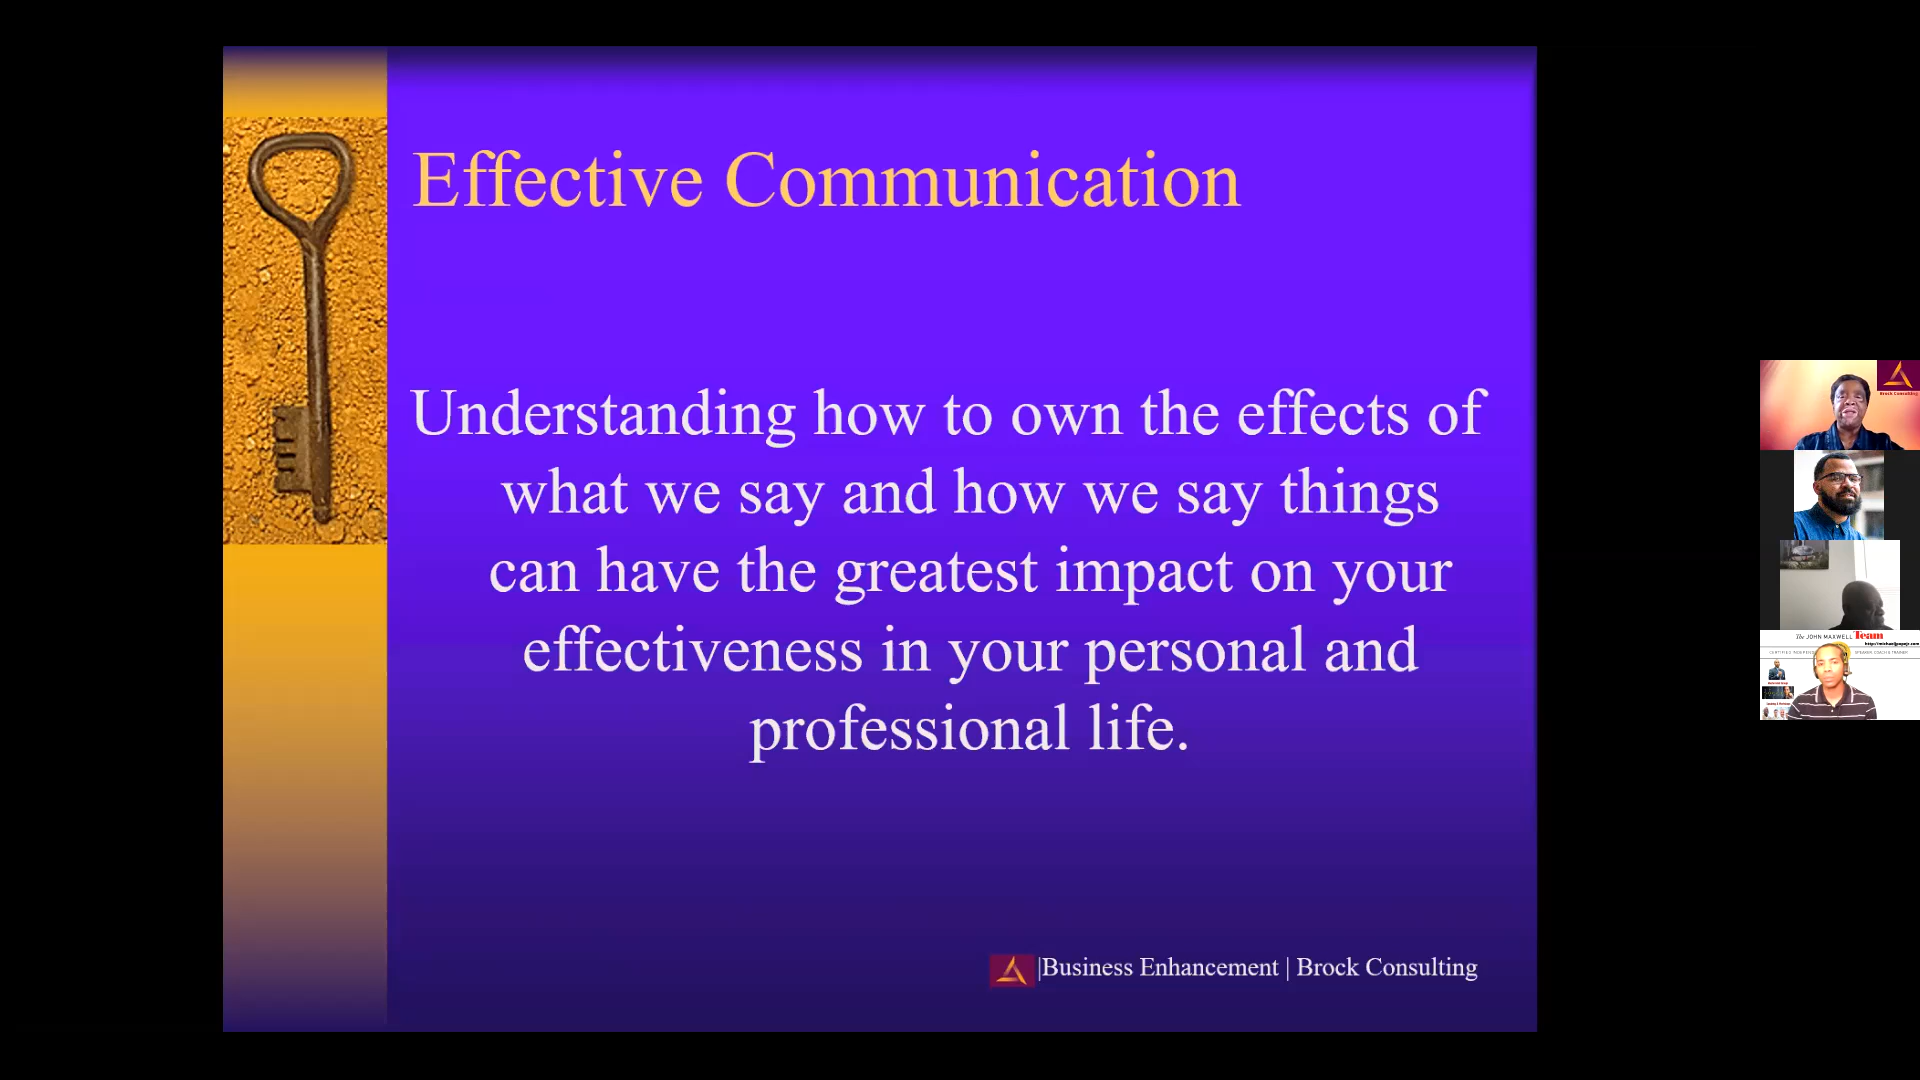 Effective Communication
Understanding how to own the effects of
what we say and how we say things
can have the greatest impact on your
effectiveness in your personal and
professional life.
|Business Enhancement | Brock Consulting
Brock Consulting
The JOHN MAXWELL Team